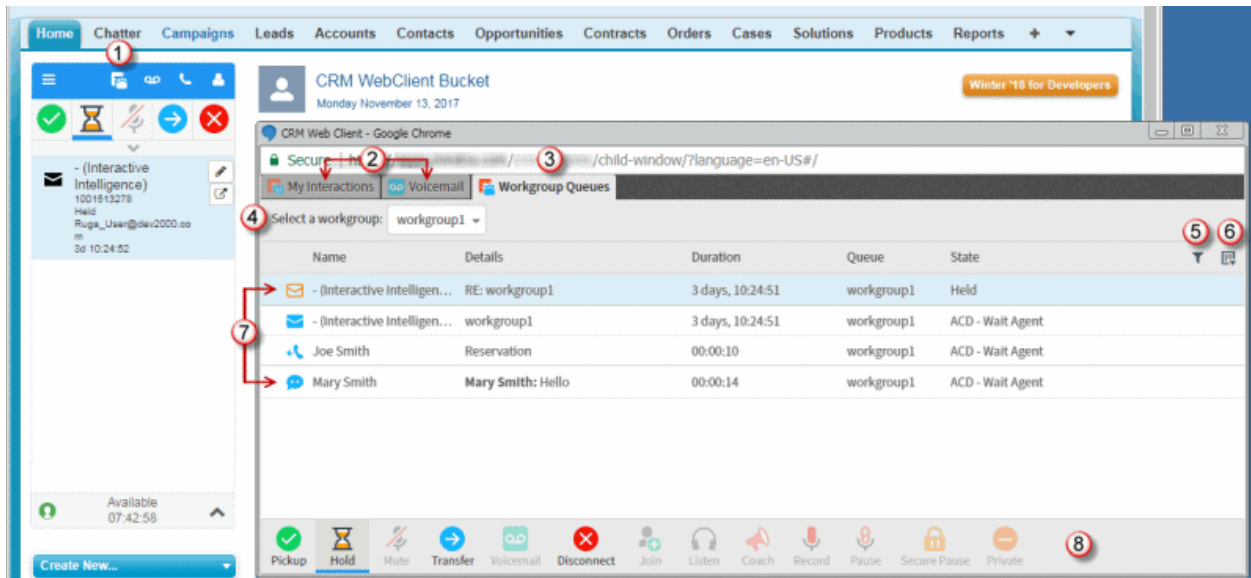 Home Chatter Campaigns Leads Accounts Contacts Opportunities Contracts Orders Cases Solutions Products Reports +
1
CRM WebClient Bucket
Monday November 13, 2017
Winter '18 for Developers
- (Interactive
Intelligence)
1001513278
Held
Ruga_User@dev2000.co
m
3d 10:24:52
Available
07:42:58
Create New...
CRM Web Client - Google Chrome
Secure /child-window/?language=en-US#/
2 3
My Interactions Voicemail Workgroup Queues
4 Select a workgroup: workgroup1
5 6
Name Details Duration Queue State
- (Interactive Intelligen... RE: workgroup1 3 days, 10:24:51 workgroup1 Held
- (Interactive Intelligen... workgroup1 3 days, 10:24:51 workgroup1 ACD - Wait Agent
7
Joe Smith Reservation 00:00:10 workgroup1 ACD - Wait Agent
Mary Smith Mary Smith: Hello 00:00:14 workgroup1 ACD - Wait Agent
Pickup Hold Mute Transfer Voicemail Disconnect Join Listen Coach Record Pause Secure Pause Private
8